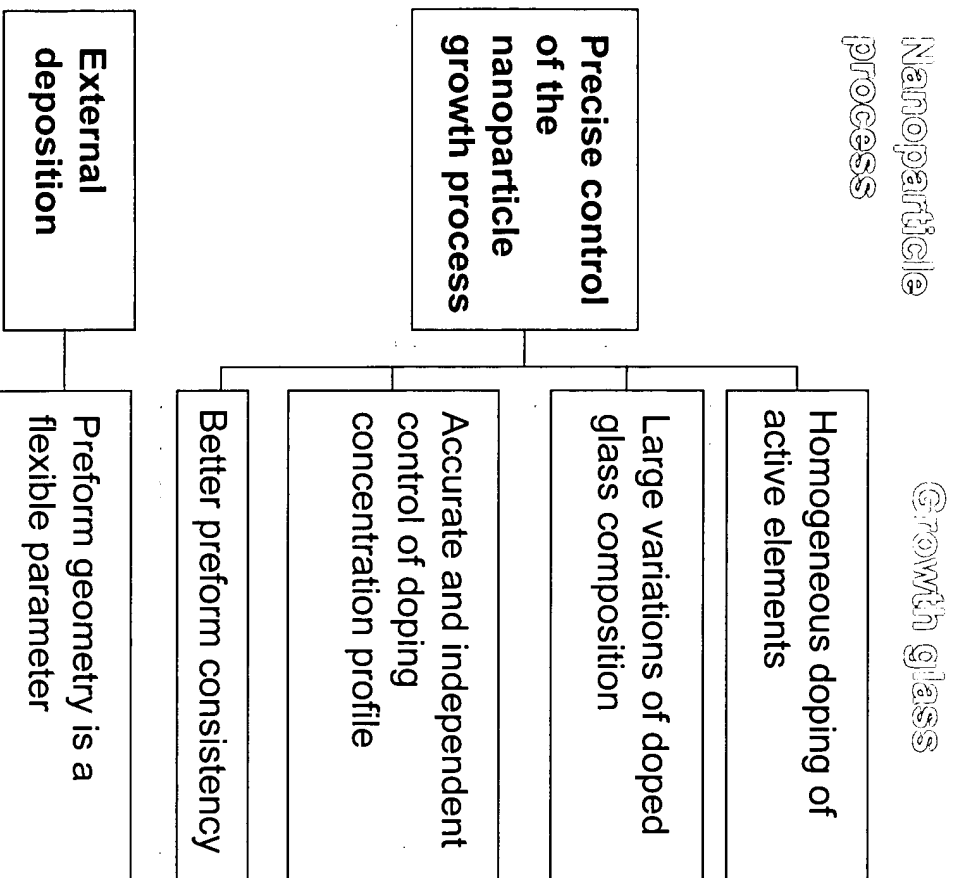 Nanoparticle
process
Growth glass
Precise control
of the
nanoparticle
growth process
Homogeneous doping of
active elements
Large variations of doped
glass composition
Accurate and independent
control of doping
concentration profile
Better preform consistency
External
deposition
Preform geometry is a
flexible parameter